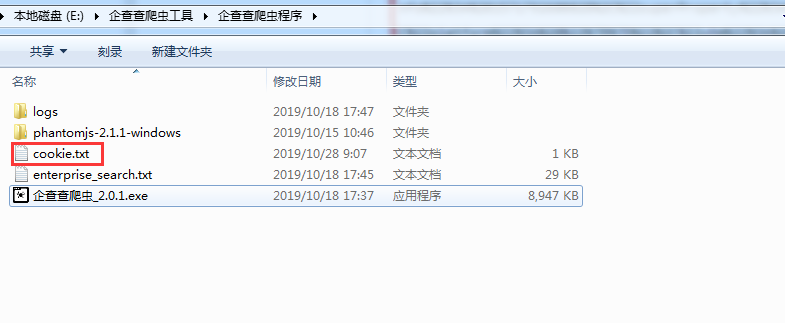 本地磁盘 (E:) 企查查爬虫工具 企查查爬虫程序
共享 刻录 新建文件夹
名称 修改日期 类型 大小
logs 2019/10/18 17:47 文件夹
phantomjs-2.1.1-windows 2019/10/15 10:46 文件夹
cookie.txt 2019/10/28 9:07 文本文档 1 KB
enterprise_search.txt 2019/10/18 17:45 文本文档 29 KB
企查查爬虫_2.0.1.exe 2019/10/18 17:37 应用程序 8,947 KB